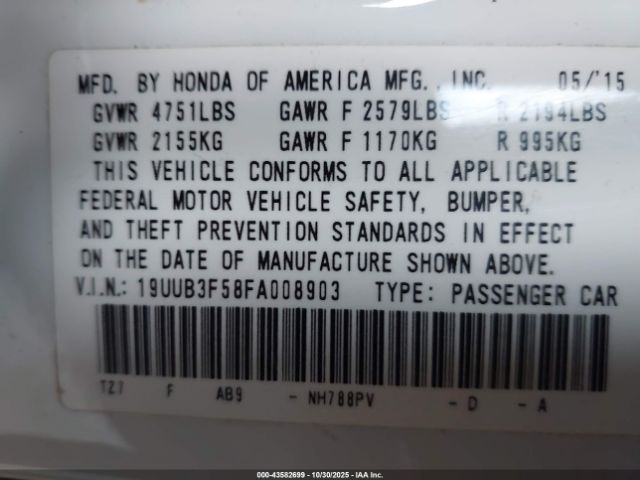 MFD. BY HONDA OF AMERICA MFG., INC. 05/'15
GVWR 4751LBS GAWR F 2579LBS R 2194LBS
GVWR 2155KG GAWR F 1170KG R 995KG
THIS VEHICLE CONFORMS TO ALL APPLICABLE
FEDERAL MOTOR VEHICLE SAFETY, BUMPER,
AND THEFT PREVENTION STANDARDS IN EFFECT
ON THE DATE OF MANUFACTURE SHOWN ABOVE.
V.I.N.: 19UUB3F58FA008903 TYPE: PASSENGER CAR
TZ7 F AB9 - NH788PV - D - A
000-43582699 | 10/30/2025 | IAA Inc.